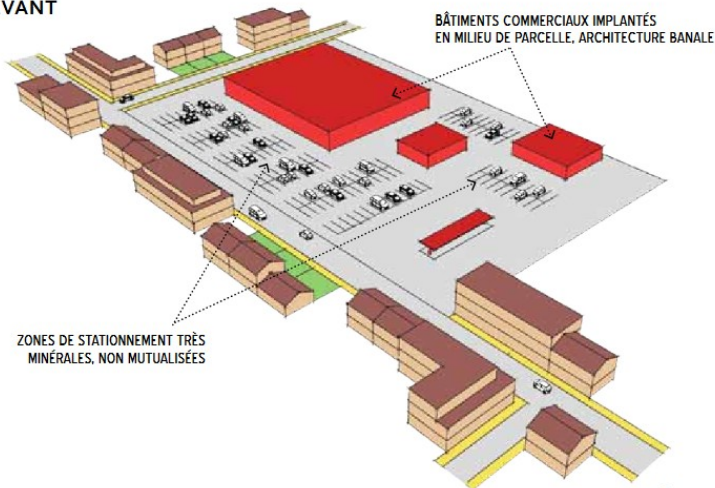 VANT
BÂTIMENTS COMMERCIAUX IMPLANTÉS
EN MILIEU DE PARCELLE, ARCHITECTURE BANALE
ZONES DE STATIONNEMENT TRÈS
MINÉRALES, NON MUTUALISÉES